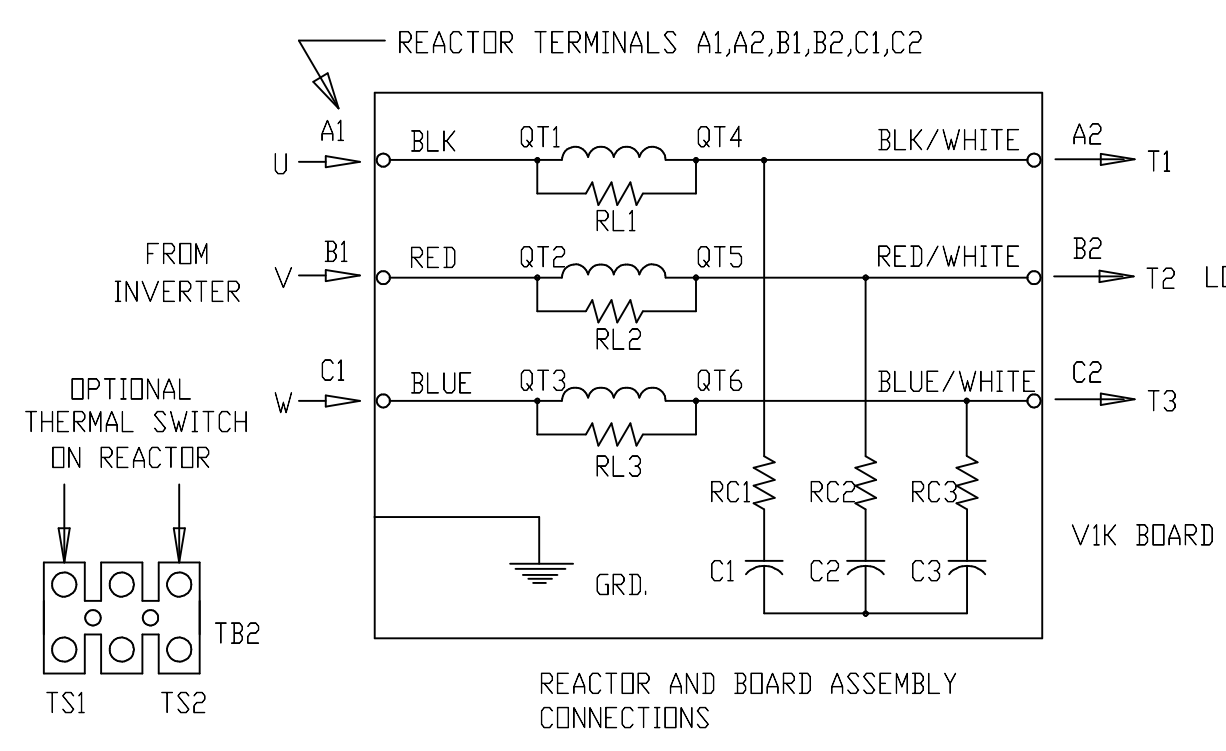 REACTOR TERMINALS A1,A2,B1,B2,C1,C2
A1
BLK
QT1
QT4
BLK/WHITE
A2
U
T1
RL1
FROM
INVERTER
B1
RED
QT2
QT5
RED/WHITE
B2
V
T2
RL2
C1
BLUE
QT3
QT6
BLUE/WHITE
C2
W
T3
RL3
OPTIONAL
THERMAL SWITCH
ON REACTOR
RC1
RC2
RC3
V1K BOARD
C1
C2
C3
GRD.
TB2
TS1
TS2
REACTOR AND BOARD ASSEMBLY
CONNECTIONS